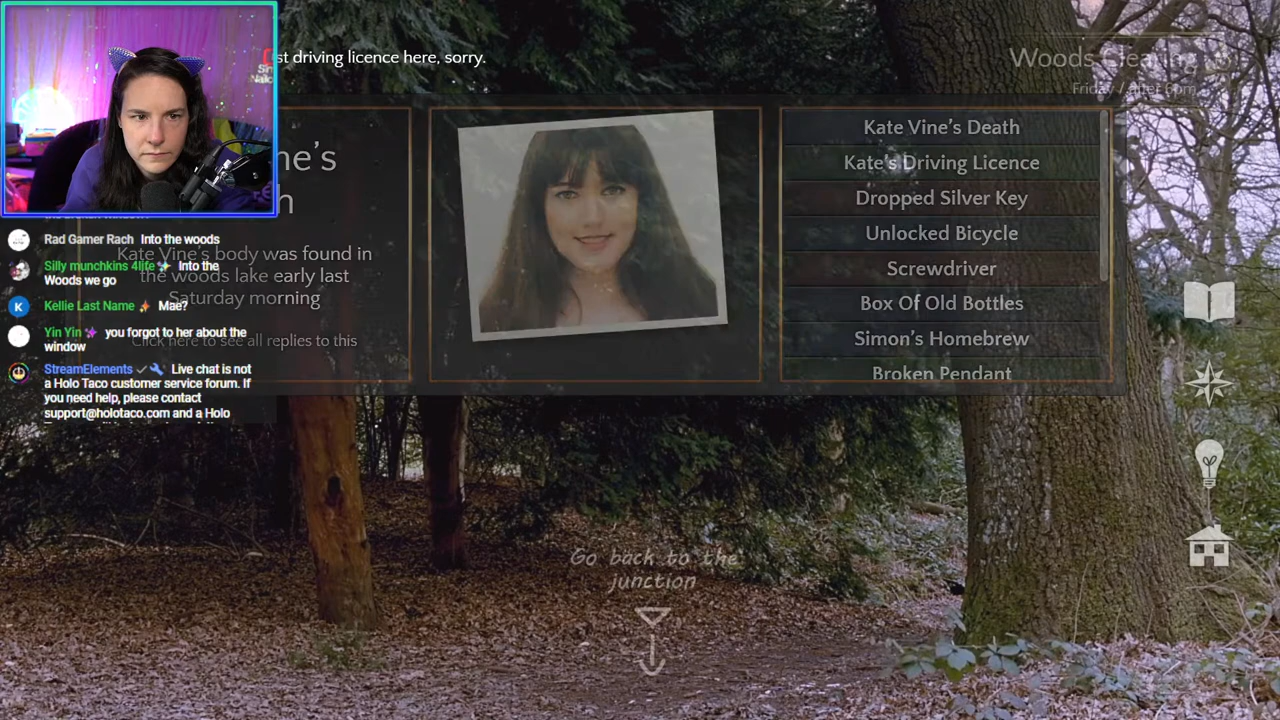 st driving licence here, sorry.
Woods Clearing
Friday / after 6pm
ne's
h
Kate Vine's body was found in
the woods lake early last
Saturday morning
Click here to see all replies to this
Kate Vine's Death
Kate's Driving Licence
Dropped Silver Key
Unlocked Bicycle
Screwdriver
Box Of Old Bottles
Simon's Homebrew
Broken Pendant
Rad Gamer Rach Into the woods
Silly munchkins 4life Into the
Woods we go
Kellie Last Name Mae?
Yin Yin you forgot to her about the
window
StreamElements Live chat is not
a Holo Taco customer service forum. If
you need help, please contact
support@holotaco.com and a Holo
Go back to the
junction